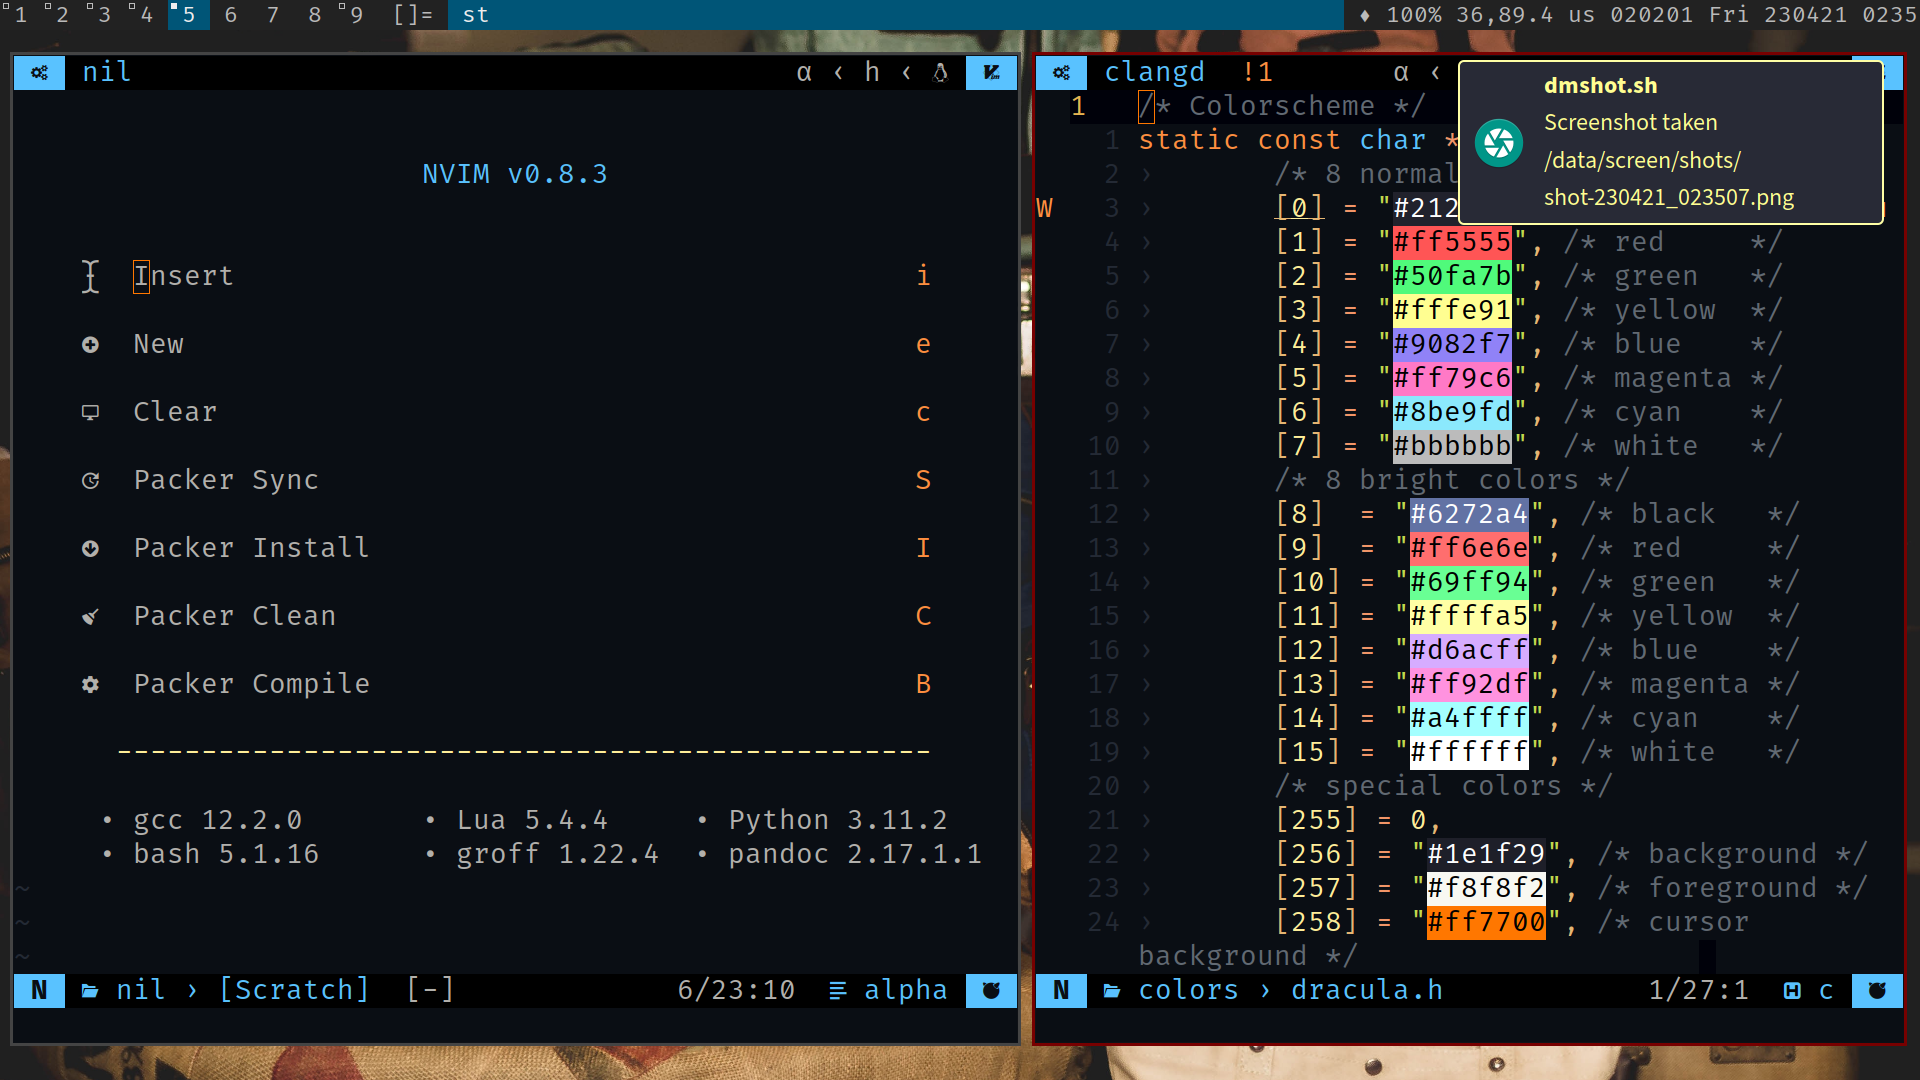 1 2 3 4 5 6 7 8 9 []= st ♦ 100% 36,89.4 us 020201 Fri 230421 0235
nil α ‹ h ‹
NVIM v0.8.3
Insert i
New e
Clear c
Packer Sync S
Packer Install I
Packer Clean C
Packer Compile B
------------------------------------------------
• gcc 12.2.0 • Lua 5.4.4 • Python 3.11.2
• bash 5.1.16 • groff 1.22.4 • pandoc 2.17.1.1
~
~
~
N nil › [Scratch] [-] 6/23:10 alpha
clangd !1 α ‹
dmshot.sh
Screenshot taken
/data/screen/shots/
shot-230421_023507.png
1 /* Colorscheme */
1 static const char *
2 › /* 8 normal
W 3 › [0] = "#212
4 › [1] = "#ff5555", /* red */
5 › [2] = "#50fa7b", /* green */
6 › [3] = "#fffe91", /* yellow */
7 › [4] = "#9082f7", /* blue */
8 › [5] = "#ff79c6", /* magenta */
9 › [6] = "#8be9fd", /* cyan */
10 › [7] = "#bbbbbb", /* white */
11 › /* 8 bright colors */
12 › [8] = "#6272a4", /* black */
13 › [9] = "#ff6e6e", /* red */
14 › [10] = "#69ff94", /* green */
15 › [11] = "#ffffa5", /* yellow */
16 › [12] = "#d6acff", /* blue */
17 › [13] = "#ff92df", /* magenta */
18 › [14] = "#a4ffff", /* cyan */
19 › [15] = "#ffffff", /* white */
20 › /* special colors */
21 › [255] = 0,
22 › [256] = "#1e1f29", /* background */
23 › [257] = "#f8f8f2", /* foreground */
24 › [258] = "#ff7700", /* cursor
background */
N colors › dracula.h 1/27:1 c